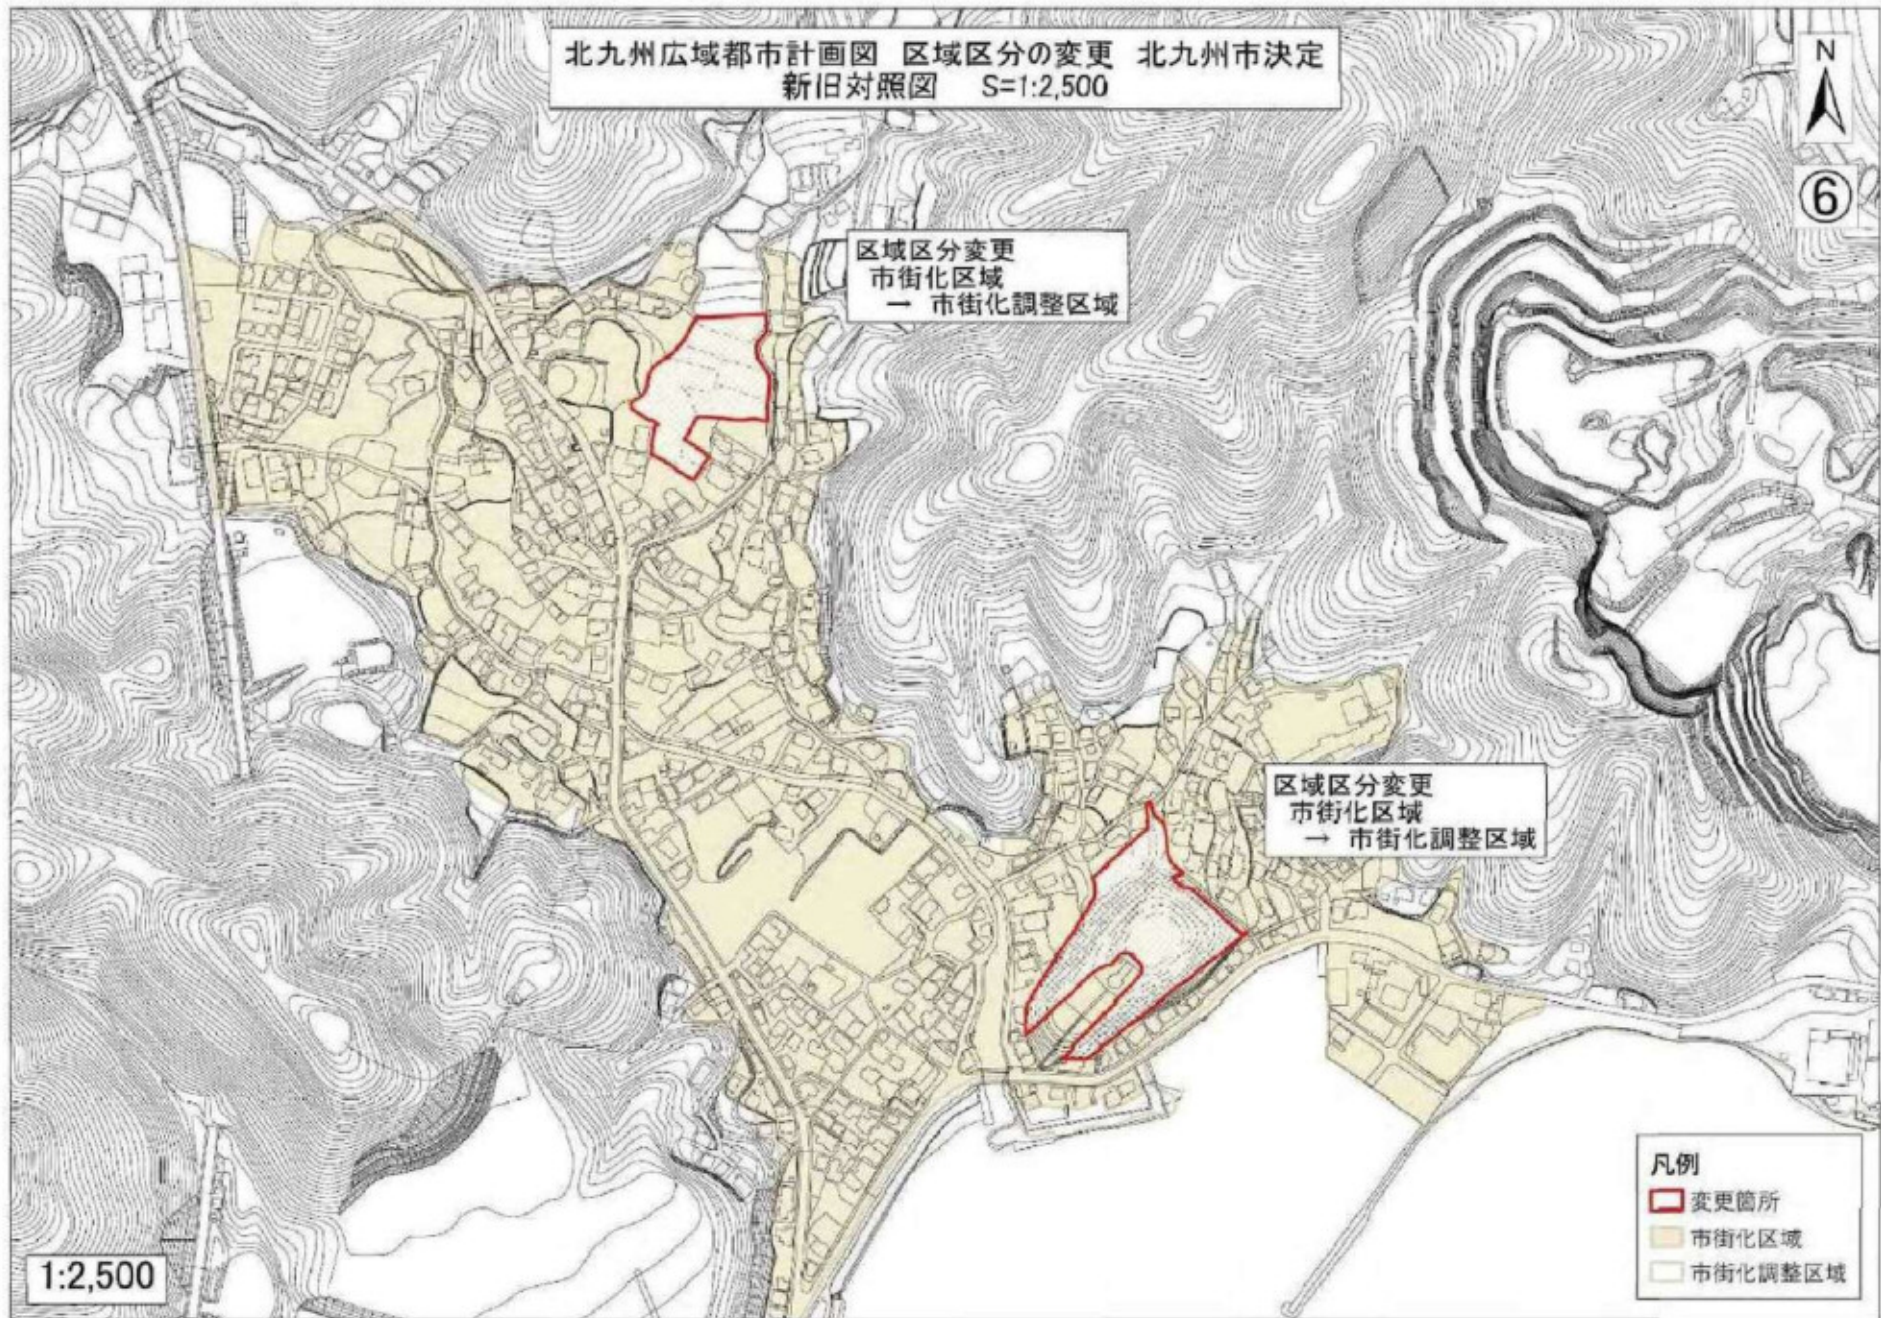 北九州広域都市計画図 区域区分の変更 北九州市決定
新旧対照図 S=1:2,500
N
⑥
区域区分変更
市街化区域
→ 市街化調整区域
区域区分変更
市街化区域
→ 市街化調整区域
凡例
変更箇所
市街化区域
市街化調整区域
1:2,500